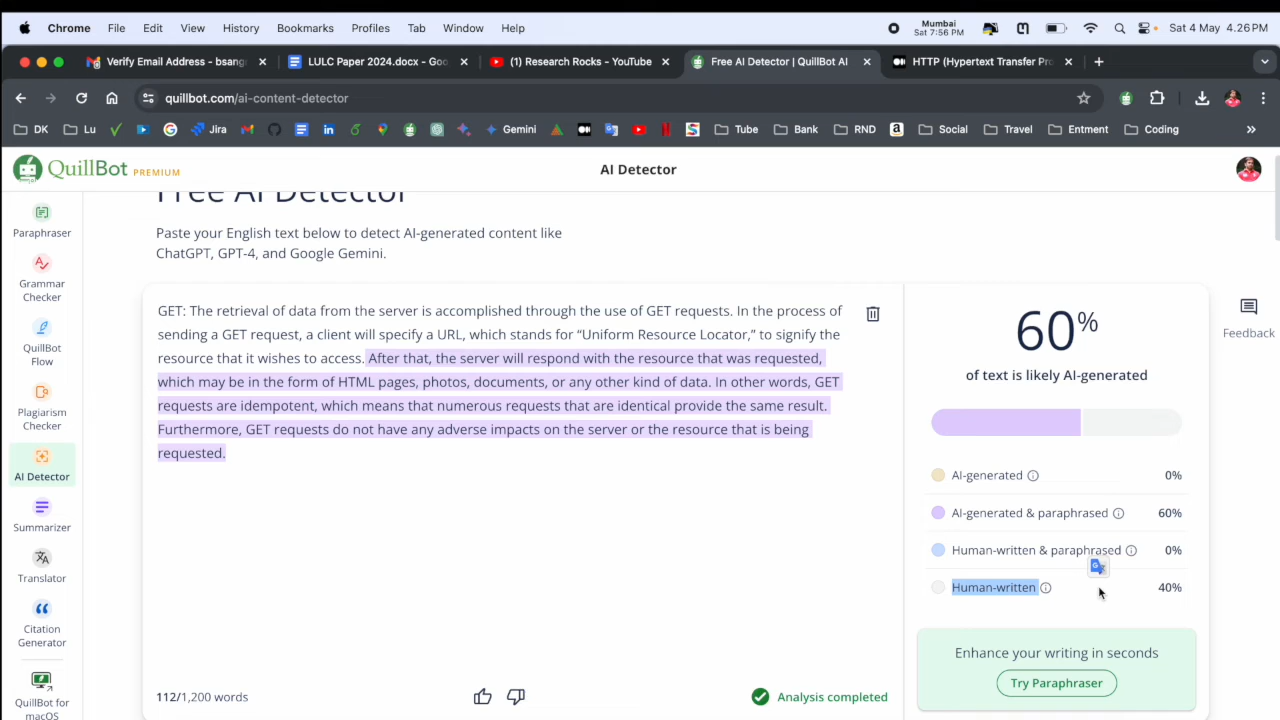 Chrome File Edit View History Bookmarks Profiles Tab Window Help Mumbai Sat 7:56 PM Sat 4 May 4.26 PM
Verify Email Address - bsang LULC Paper 2024.docx - Goo (1) Research Rocks - YouTube Free AI Detector | QuillBot AI HTTP (Hypertext Transfer Pro
quillbot.com/ai-content-detector
DK Lu Jira Gemini Tube Bank RND Social Travel Entment Coding
QuillBot PREMIUM AI Detector
Free AI Detector
Paste your English text below to detect AI-generated content like
ChatGPT, GPT-4, and Google Gemini.
Paraphraser
Grammar
Checker
QuillBot
Flow
Plagiarism
Checker
AI Detector
Summarizer
Translator
Citation
Generator
QuillBot for
macOS
GET: The retrieval of data from the server is accomplished through the use of GET requests. In the process of
sending a GET request, a client will specify a URL, which stands for “Uniform Resource Locator,” to signify the
resource that it wishes to access. After that, the server will respond with the resource that was requested,
which may be in the form of HTML pages, photos, documents, or any other kind of data. In other words, GET
requests are idempotent, which means that numerous requests that are identical provide the same result.
Furthermore, GET requests do not have any adverse impacts on the server or the resource that is being
requested.
112/1,200 words
Analysis completed
60%
of text is likely AI-generated
AI-generated 0%
AI-generated & paraphrased 60%
Human-written & paraphrased 0%
Human-written 40%
Enhance your writing in seconds
Try Paraphraser
Feedback